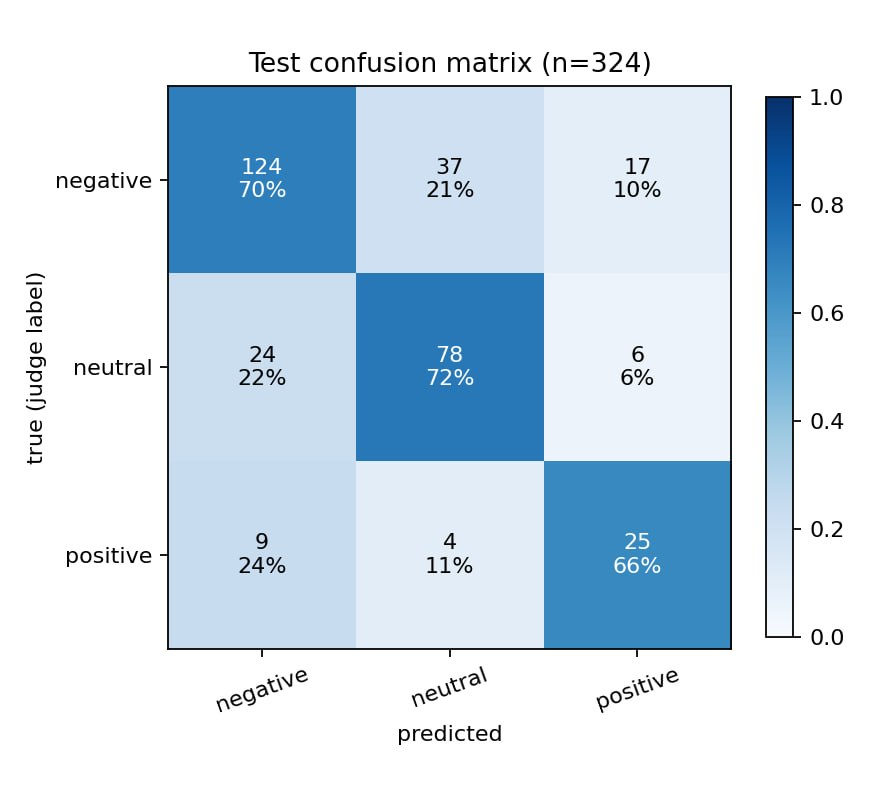 Test confusion matrix (n=324)
true (judge label)
negative
124
70%
37
21%
17
10%
neutral
24
22%
78
72%
6
6%
positive
9
24%
4
11%
25
66%
negative
neutral
positive
predicted
1.0
0.8
0.6
0.4
0.2
0.0